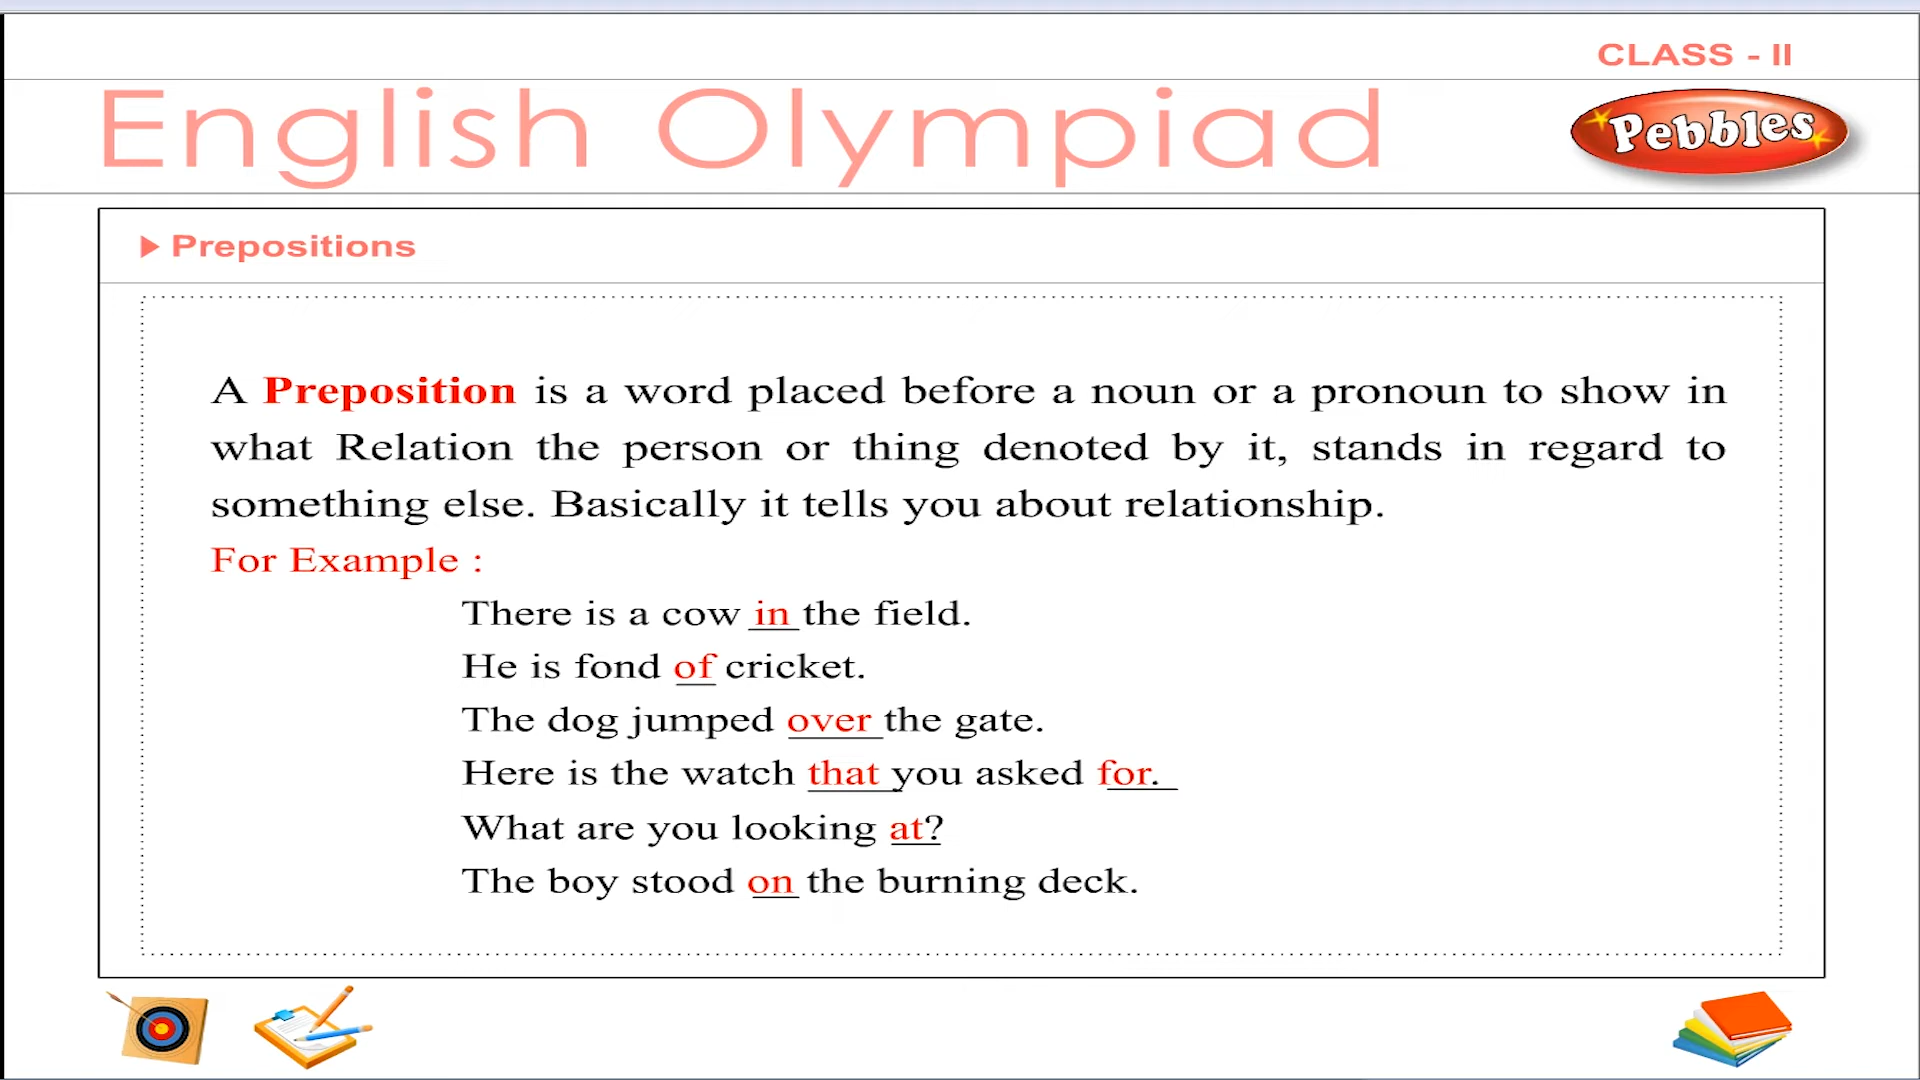 CLASS - II
English Olympiad
Pebbles
Prepositions
A Preposition is a word placed before a noun or a pronoun to show in
what Relation the person or thing denoted by it, stands in regard to
something else. Basically it tells you about relationship.
For Example :
There is a cow in the field.
He is fond of cricket.
The dog jumped over the gate.
Here is the watch that you asked for.
What are you looking at?
The boy stood on the burning deck.